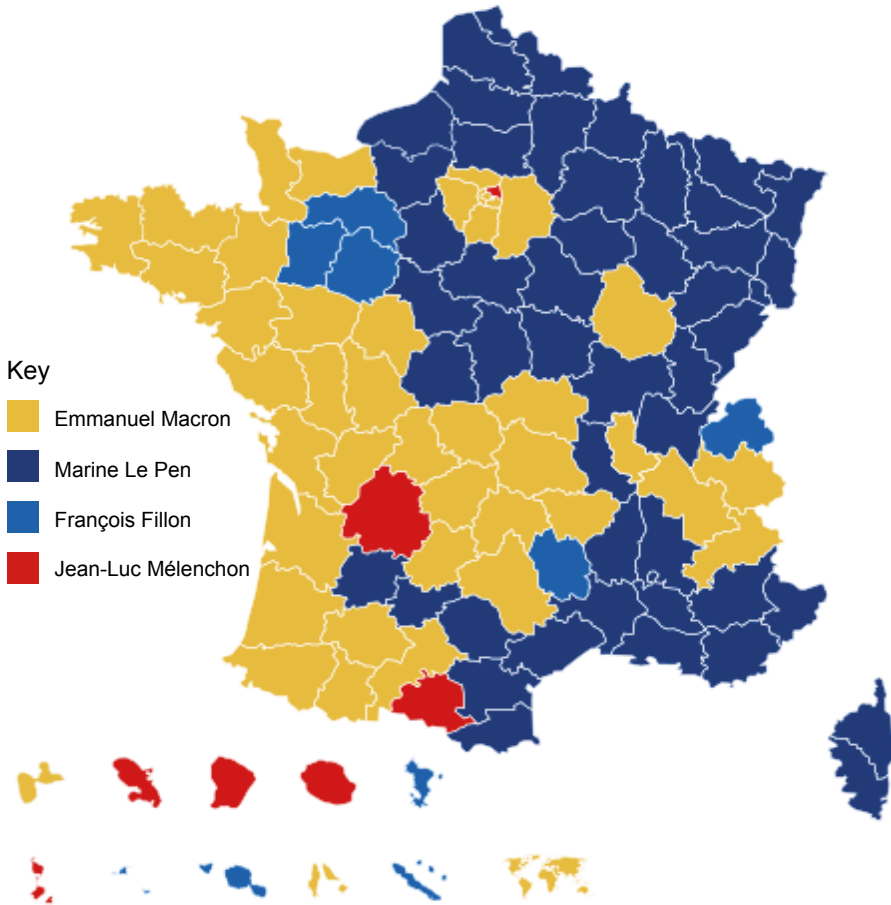 Key
Emmanuel Macron
Marine Le Pen
François Fillon
Jean-Luc Mélenchon